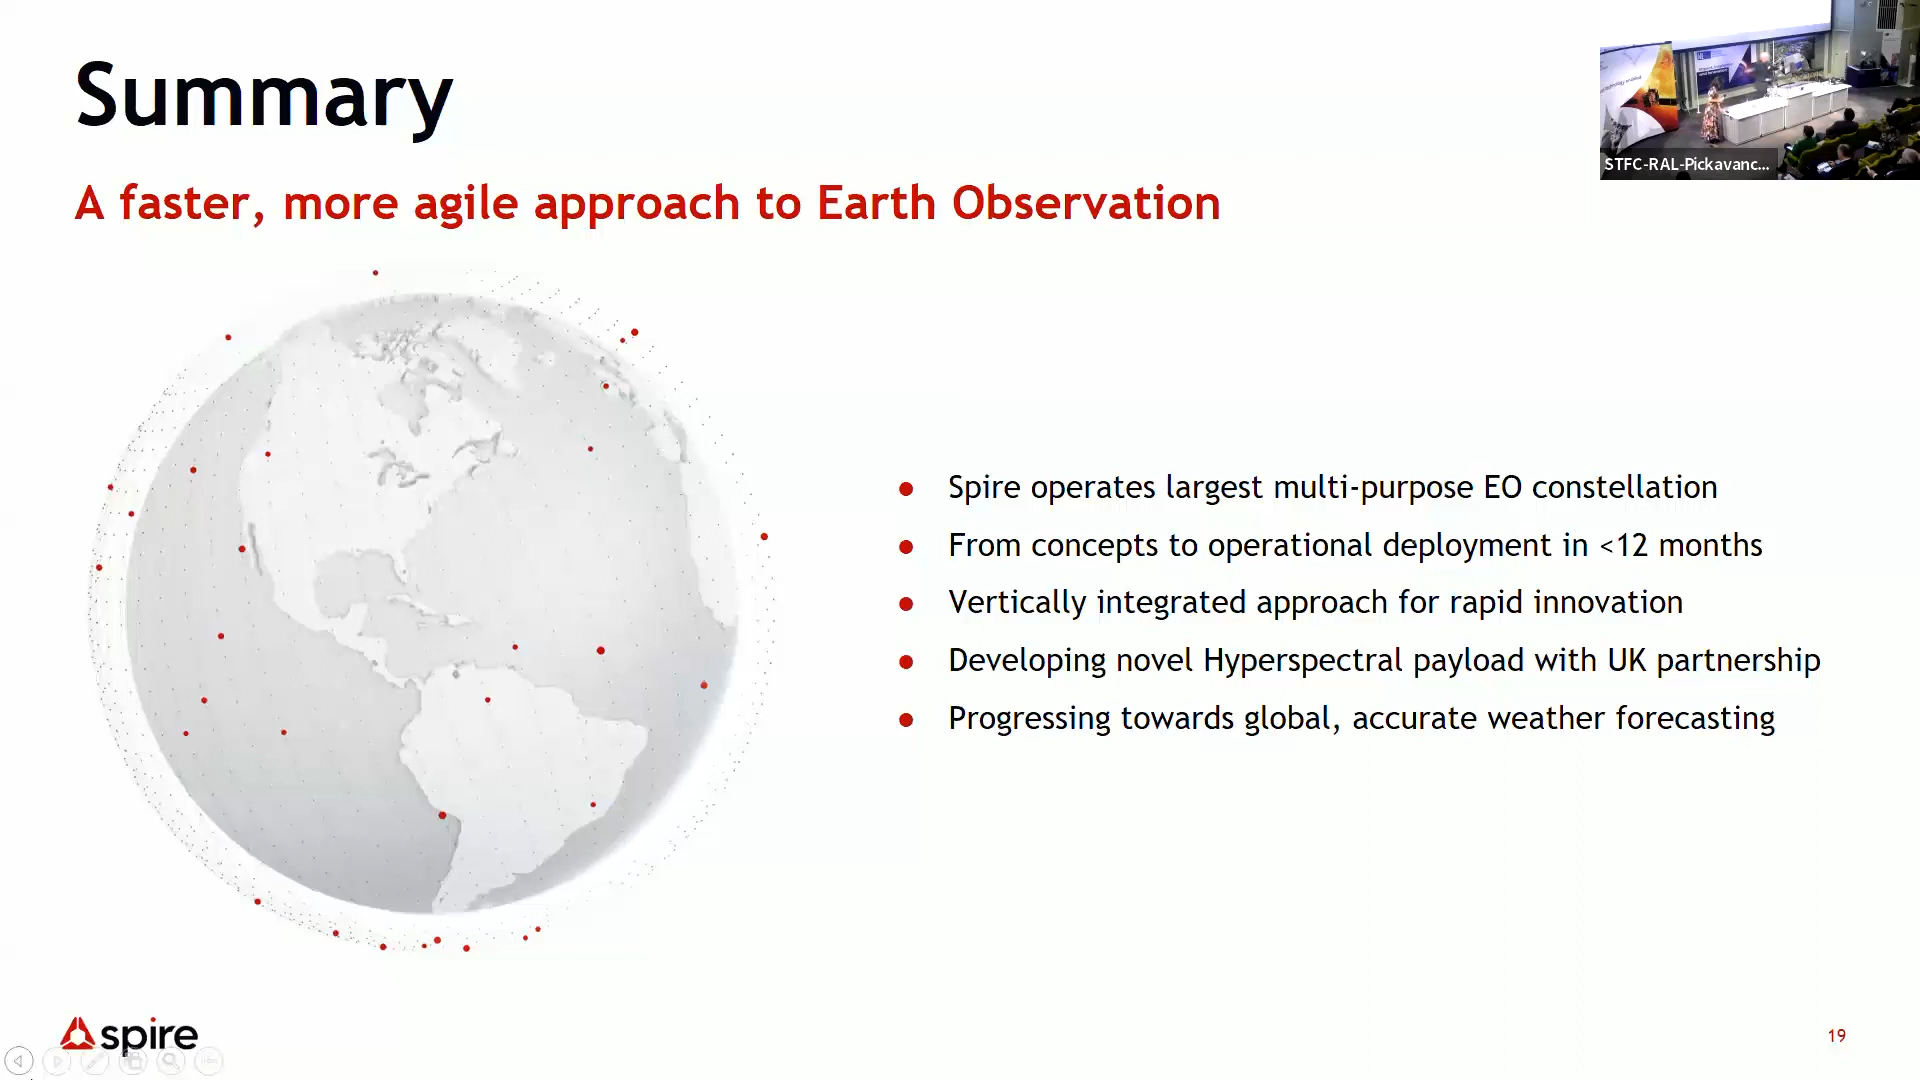 Summary
A faster, more agile approach to Earth Observation
STFC-RAL-Pickavanc...
Spire operates largest multi-purpose EO constellation
From concepts to operational deployment in <12 months
Vertically integrated approach for rapid innovation
Developing novel Hyperspectral payload with UK partnership
Progressing towards global, accurate weather forecasting
spire
19